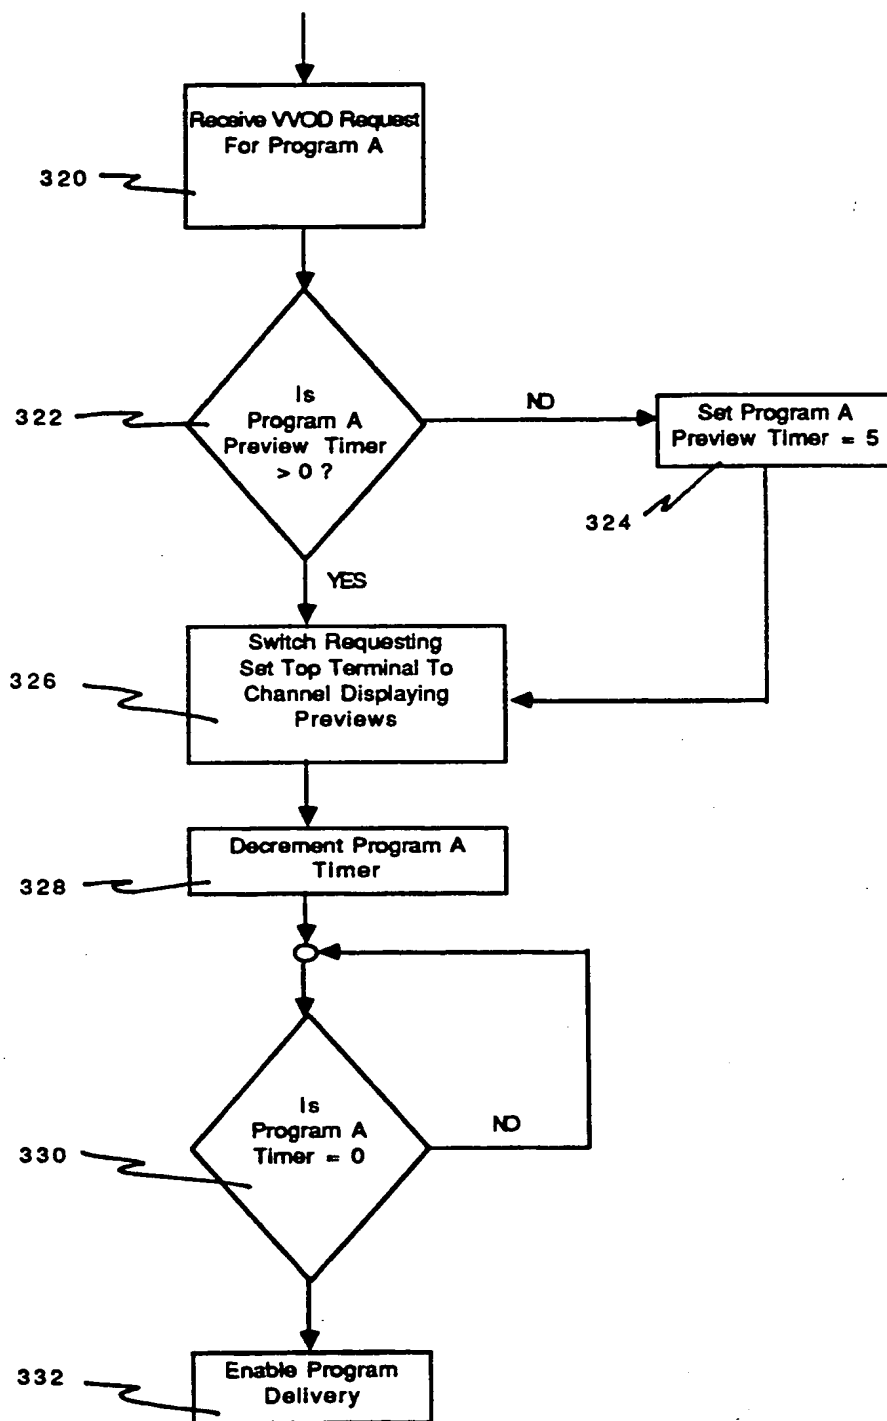 Receive VVOD Request
For Program A
320
Is
Program A
Preview Timer
> 0 ?
322
NO
Set Program A
Preview Timer = 5
324
YES
Switch Requesting
Set Top Terminal To
Channel Displaying
Previews
326
Decrement Program A
Timer
328
Is
Program A
Timer = 0
330
NO
Enable Program
Delivery
332